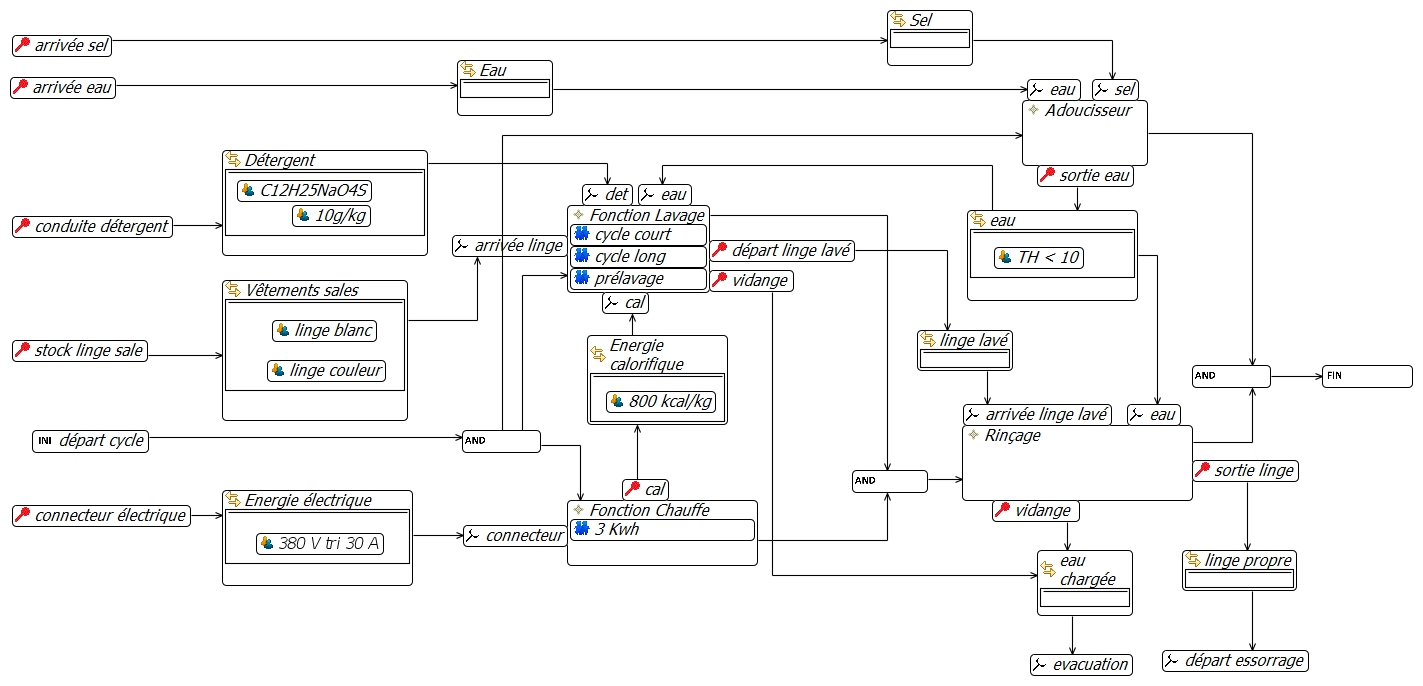 Sel
arrivée sel
Eau
arrivée eau
eau
sel
Adoucisseur
Détergent
C12H25NaO4S
10g/kg
det
eau
sortie eau
conduite détergent
Fonction Lavage
cycle court
cycle long
prélavage
arrivée linge
départ linge lavé
vidange
eau
TH < 10
Vêtements sales
linge blanc
linge couleur
cal
stock linge sale
Energie
calorifique
800 kcal/kg
linge lavé
AND
FIN
arrivée linge lavé
eau
Rinçage
INI départ cycle
AND
sortie linge
AND
cal
Energie électrique
380 V tri 30 A
connecteur électrique
connecteur
Fonction Chauffe
3 Kwh
vidange
eau
chargée
linge propre
evacuation
départ essorrage